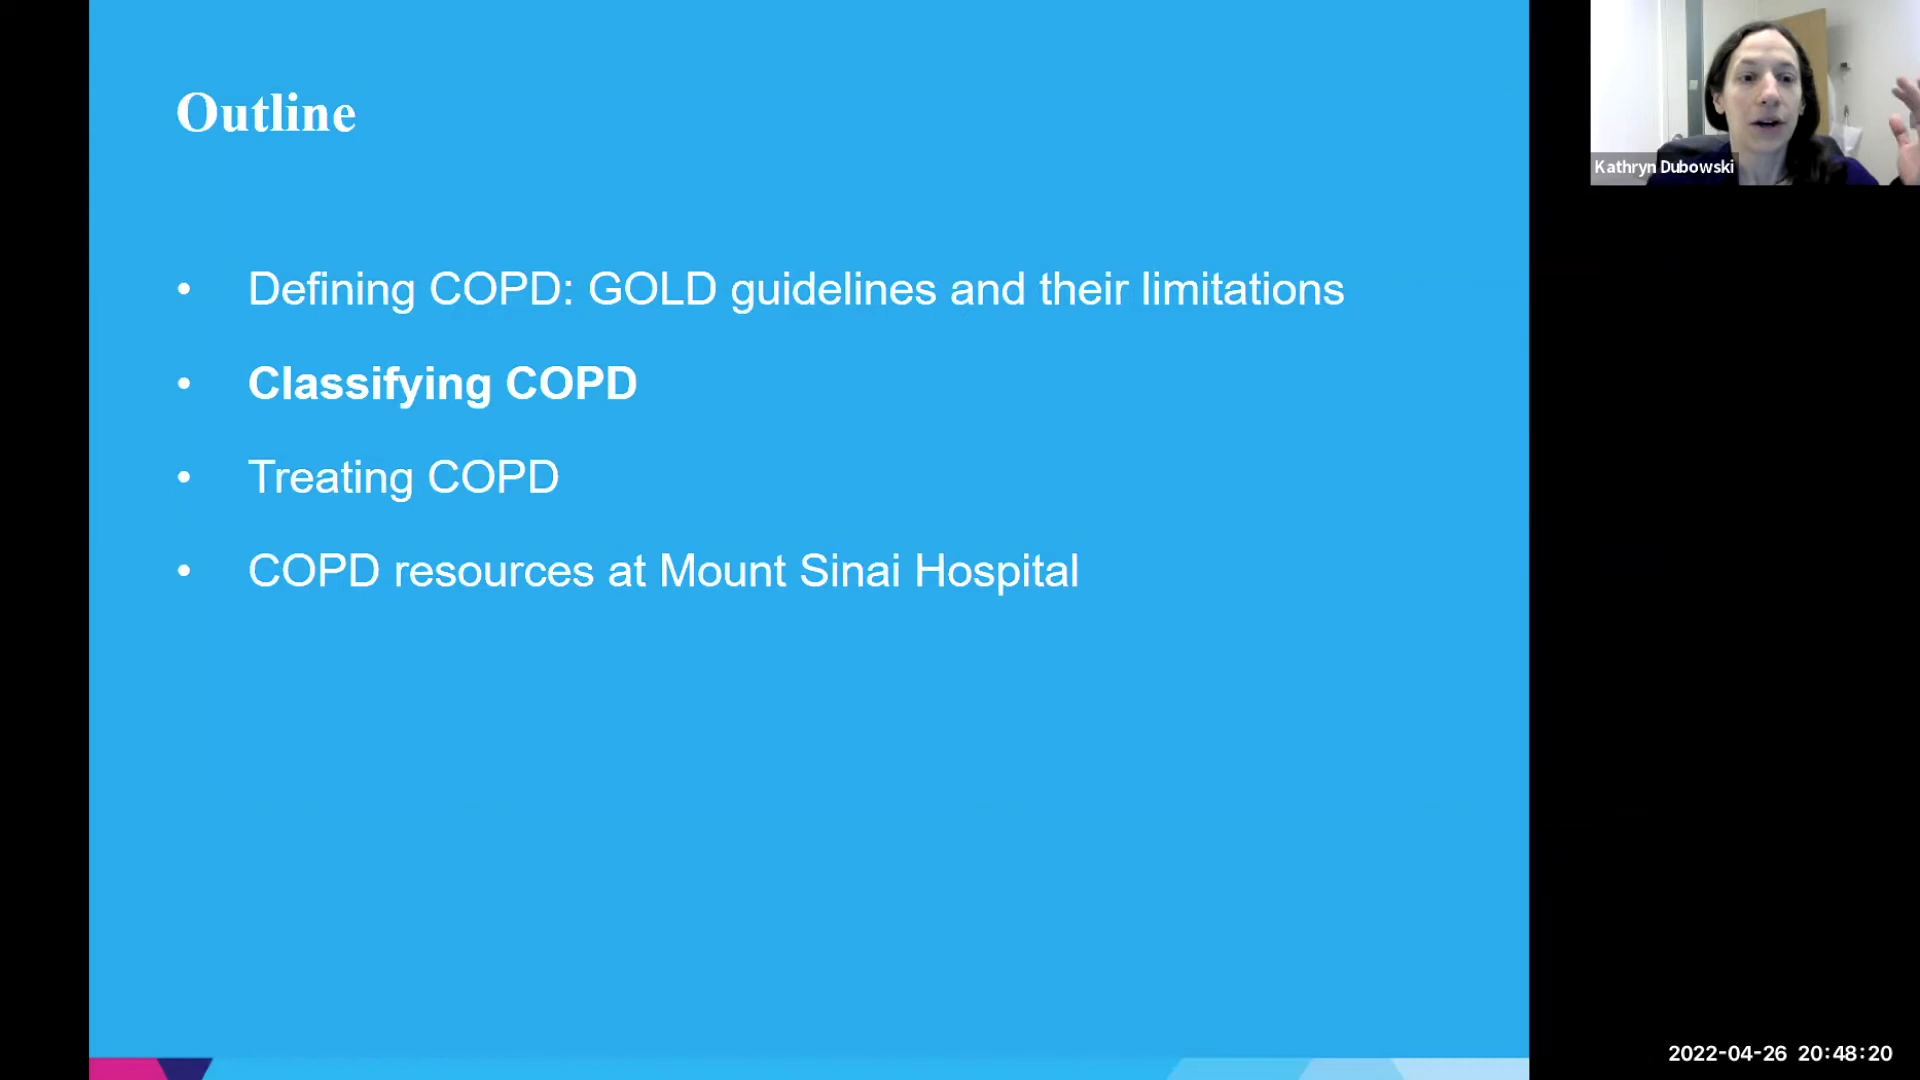 Outline
Kathryn Dubowski
• Defining COPD: GOLD guidelines and their limitations
• Classifying COPD
• Treating COPD
• COPD resources at Mount Sinai Hospital
2022-04-26 20:48:20